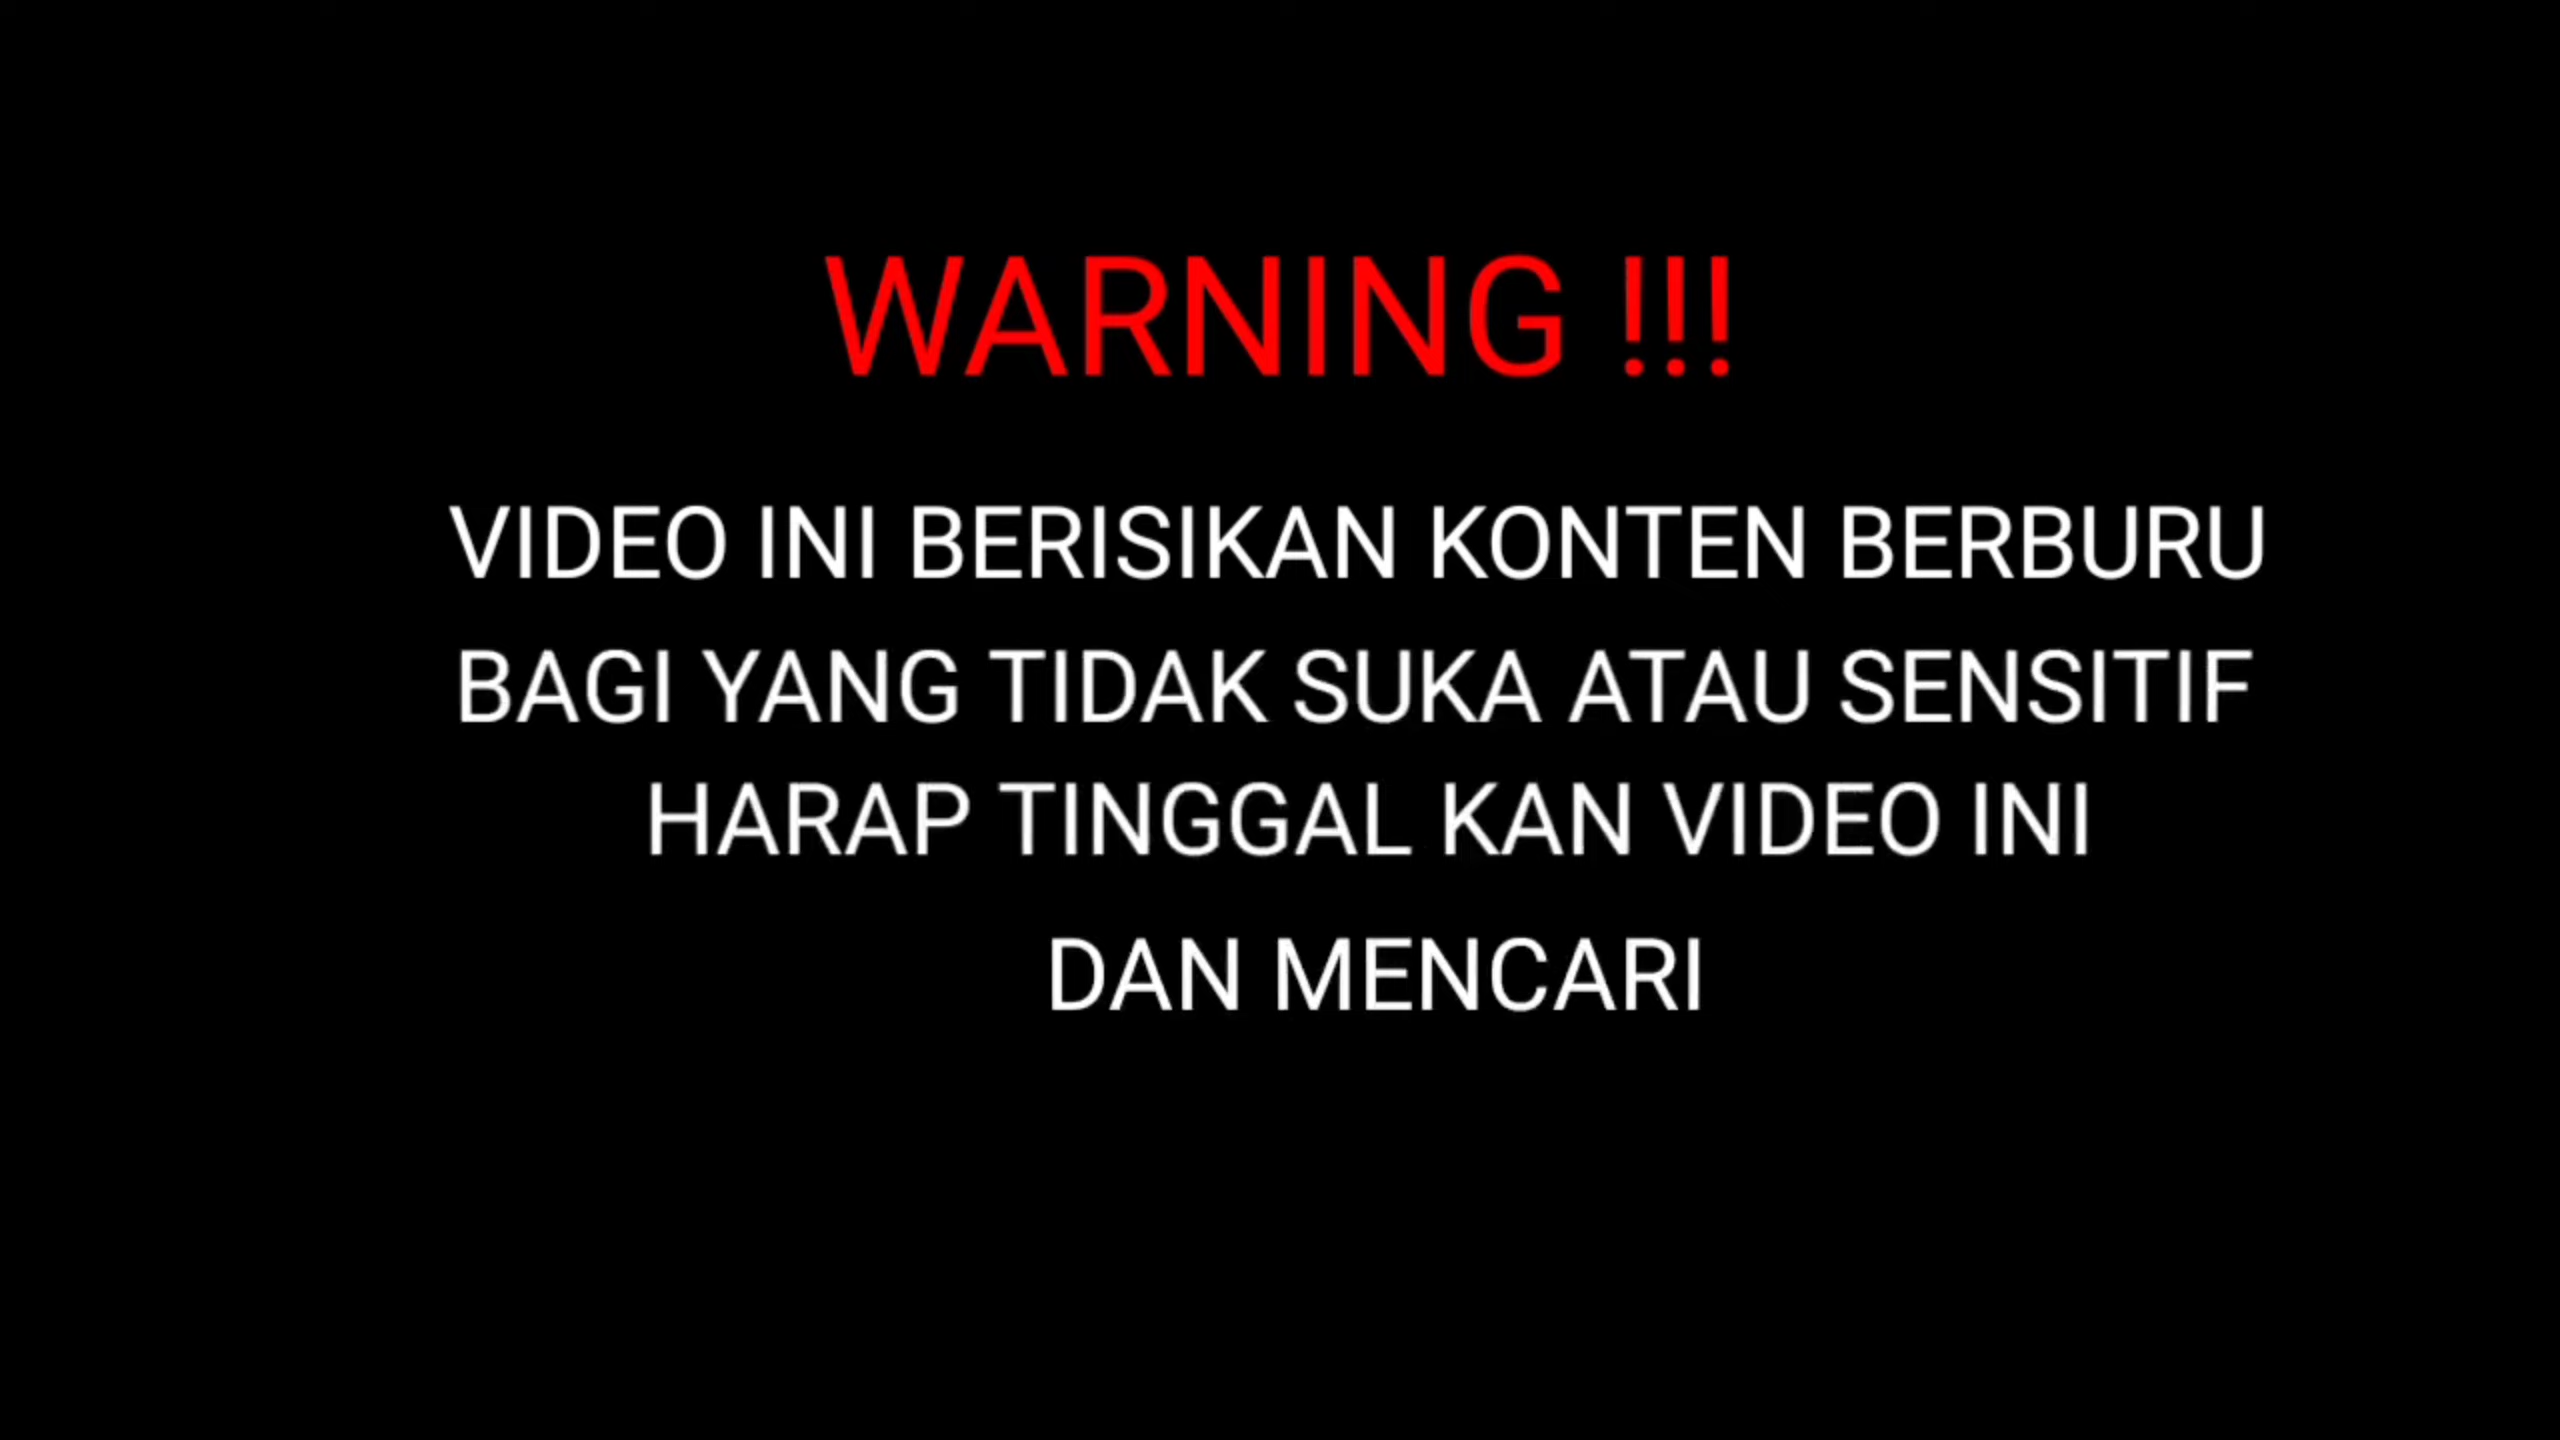 WARNING !!!
VIDEO INI BERISIKAN KONTEN BERBURU
BAGI YANG TIDAK SUKA ATAU SENSITIF
HARAP TINGGAL KAN VIDEO INI
DAN MENCARI